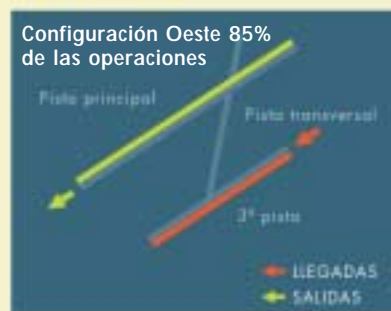 Configuración Oeste 85%
de las operaciones
Pista principal
Pista transversal
3ª pista
LLEGADAS
SALIDAS